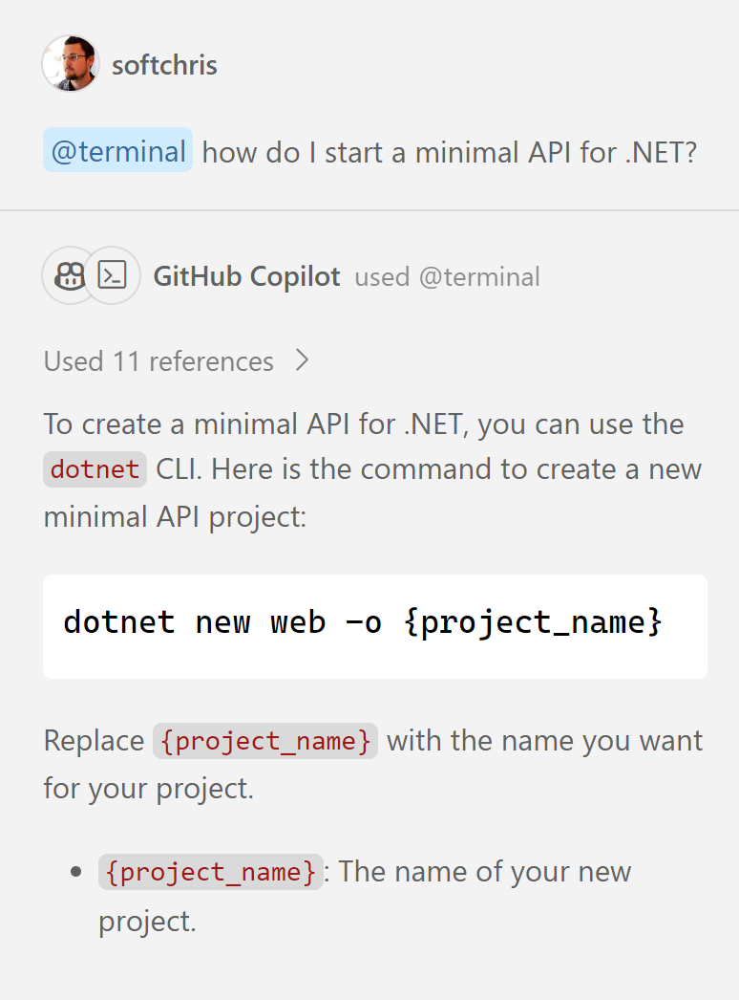 softchris
@terminal how do I start a minimal API for .NET?
GitHub Copilot used @terminal
Used 11 references
To create a minimal API for .NET, you can use the
dotnet CLI. Here is the command to create a new
minimal API project:
dotnet new web -o {project_name}
Replace {project_name} with the name you want
for your project.
• {project_name}: The name of your new
project.